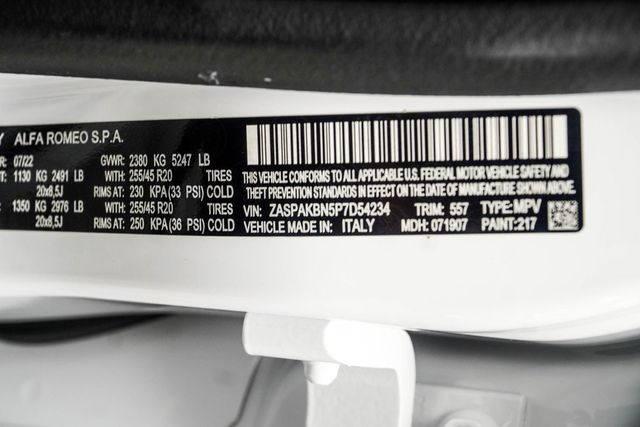 Y ALFA ROMEO S.P.A.
R: 07/22 GVWR: 2380 KG 5247 LB
T: 1130 KG 2491 LB WITH: 255/45 R20 TIRES
20x8,5J RIMS AT: 230 KPA (33 PSI) COLD
: 1350 KG 2976 LB WITH: 255/45 R20 TIRES
20x8,5J RIMS AT: 250 KPA (36 PSI) COLD
THIS VEHICLE CONFORMS TO ALL APPLICABLE U.S. FEDERAL MOTOR VEHICLE SAFETY AND
THEFT PREVENTION STANDARDS IN EFFECT ON THE DATE OF MANUFACTURE SHOWN ABOVE.
VIN: ZASPAKBN5P7D54234 TRIM: 557 TYPE: MPV
VEHICLE MADE IN: ITALY MDH: 071907 PAINT: 217